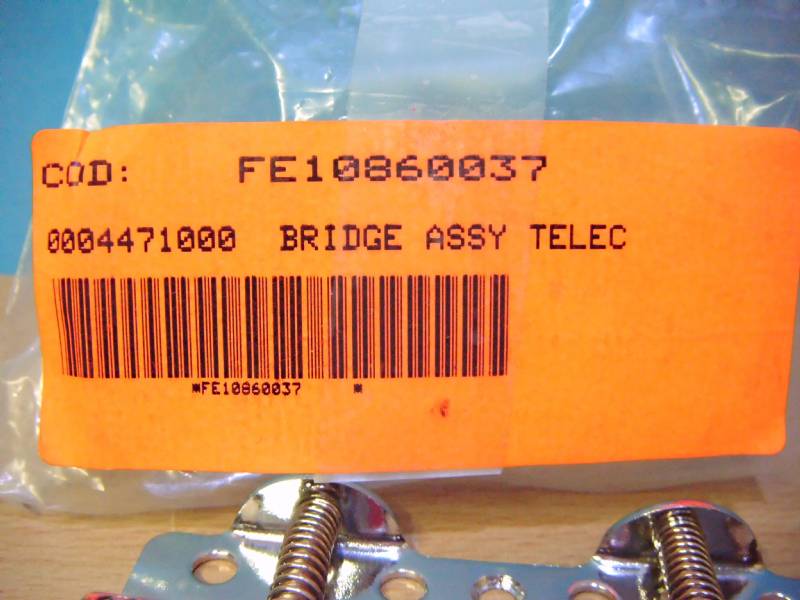 COD: FE10860037
0004471000 BRIDGE ASSY TELEC
*FE10860037 *